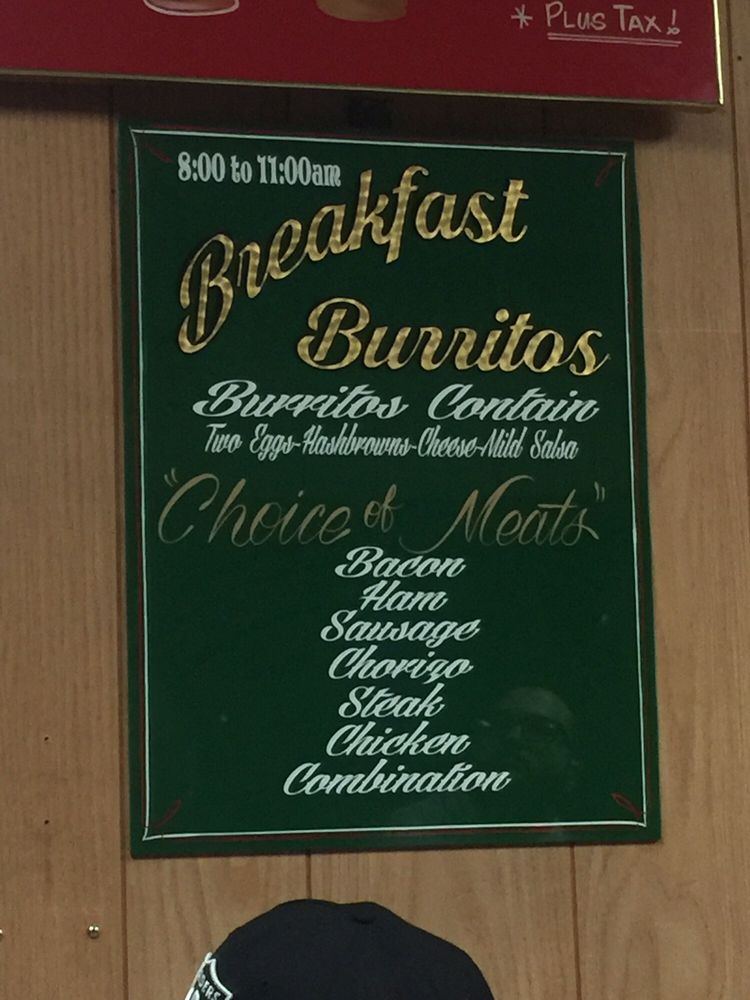 * PLUS TAX!
8:00 to 11:00am
Breakfast
Burritos
Burritos Contain
Two Eggs-Hashbrowns-Cheese-Mild Salsa
"Choice of Meats"
Bacon
Ham
Sausage
Chorizo
Steak
Chicken
Combination